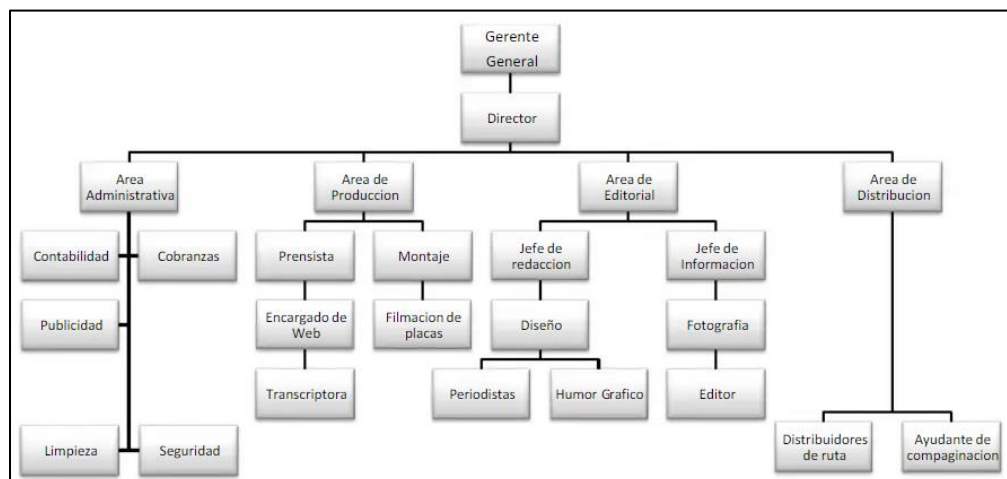 Gerente
General
Director
Area
Administrativa
Area de
Produccion
Area de
Editorial
Area de
Distribucion
Contabilidad
Cobranzas
Prensista
Montaje
Jefe de
redaccion
Jefe de
Informacion
Publicidad
Encargado de
Web
Filmacion de
placas
Diseño
Fotografia
Transcriptora
Periodistas
Humor Grafico
Editor
Limpieza
Seguridad
Distribuidores
de ruta
Ayudante de
compaginacion